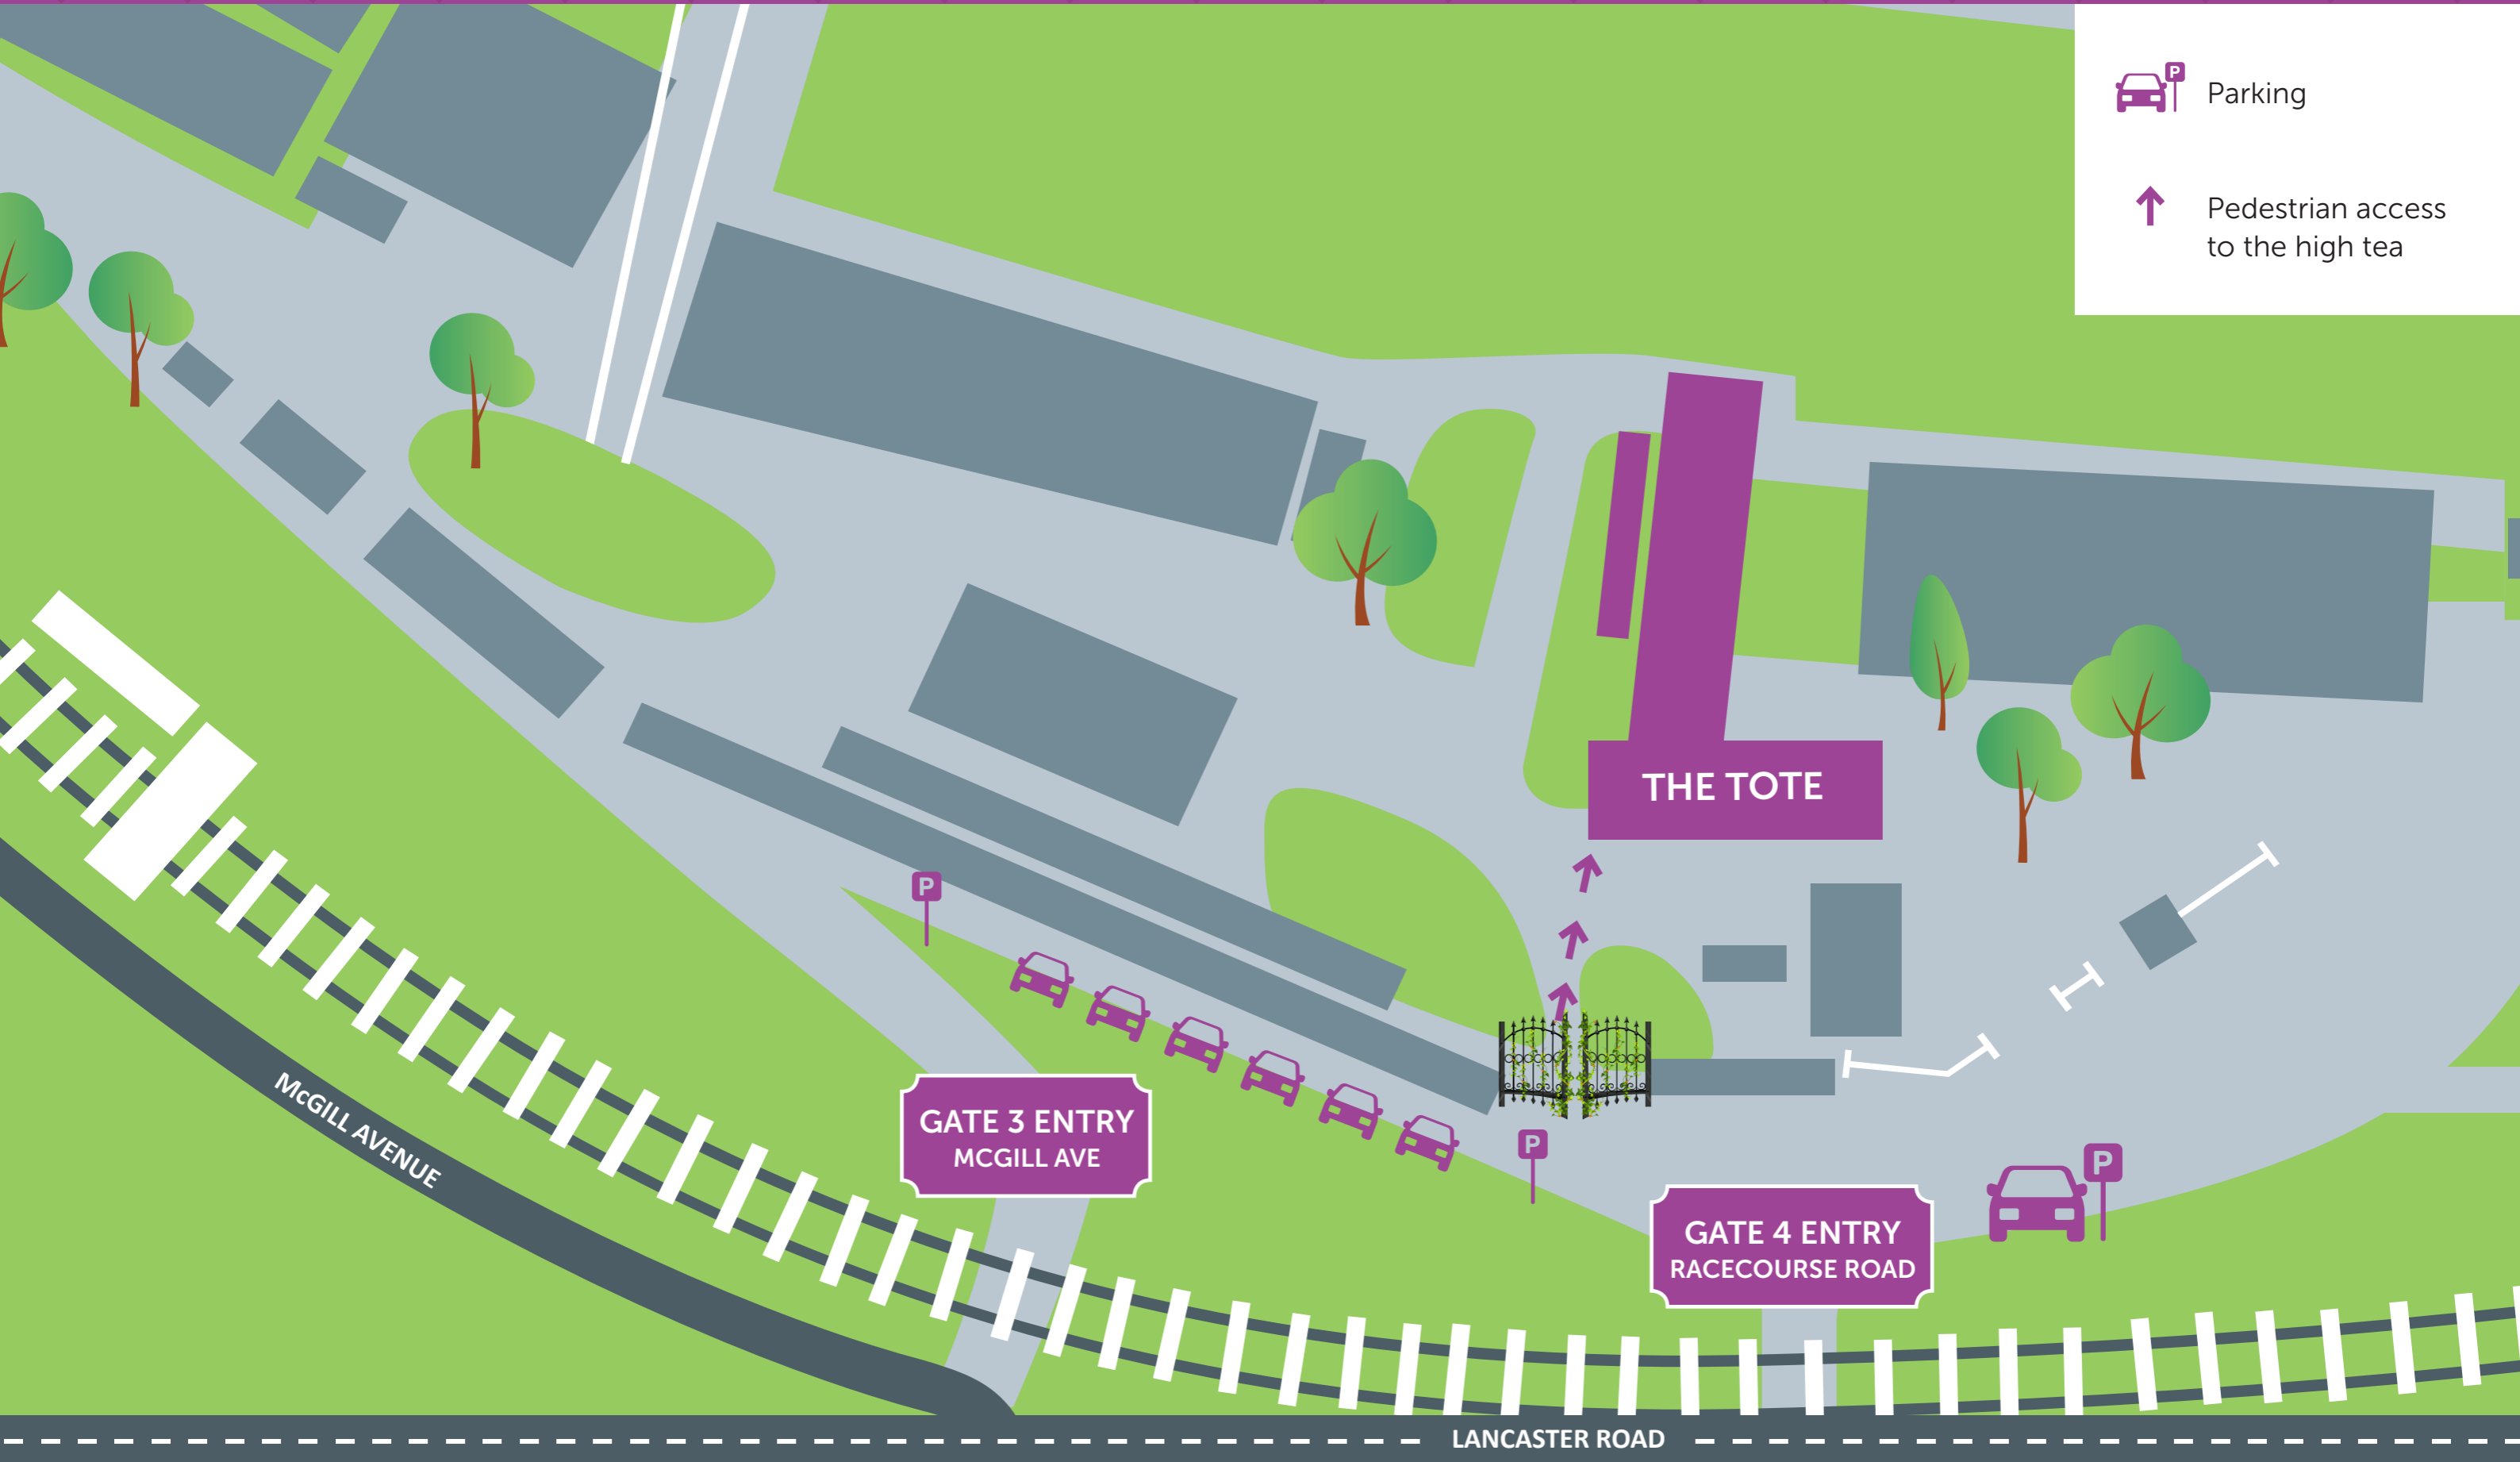 P
Parking
Pedestrian access
to the high tea
THE TOTE
P
GATE 3 ENTRY
MCGILL AVE
McGILL AVENUE
P
P
GATE 4 ENTRY
RACECOURSE ROAD
LANCASTER ROAD